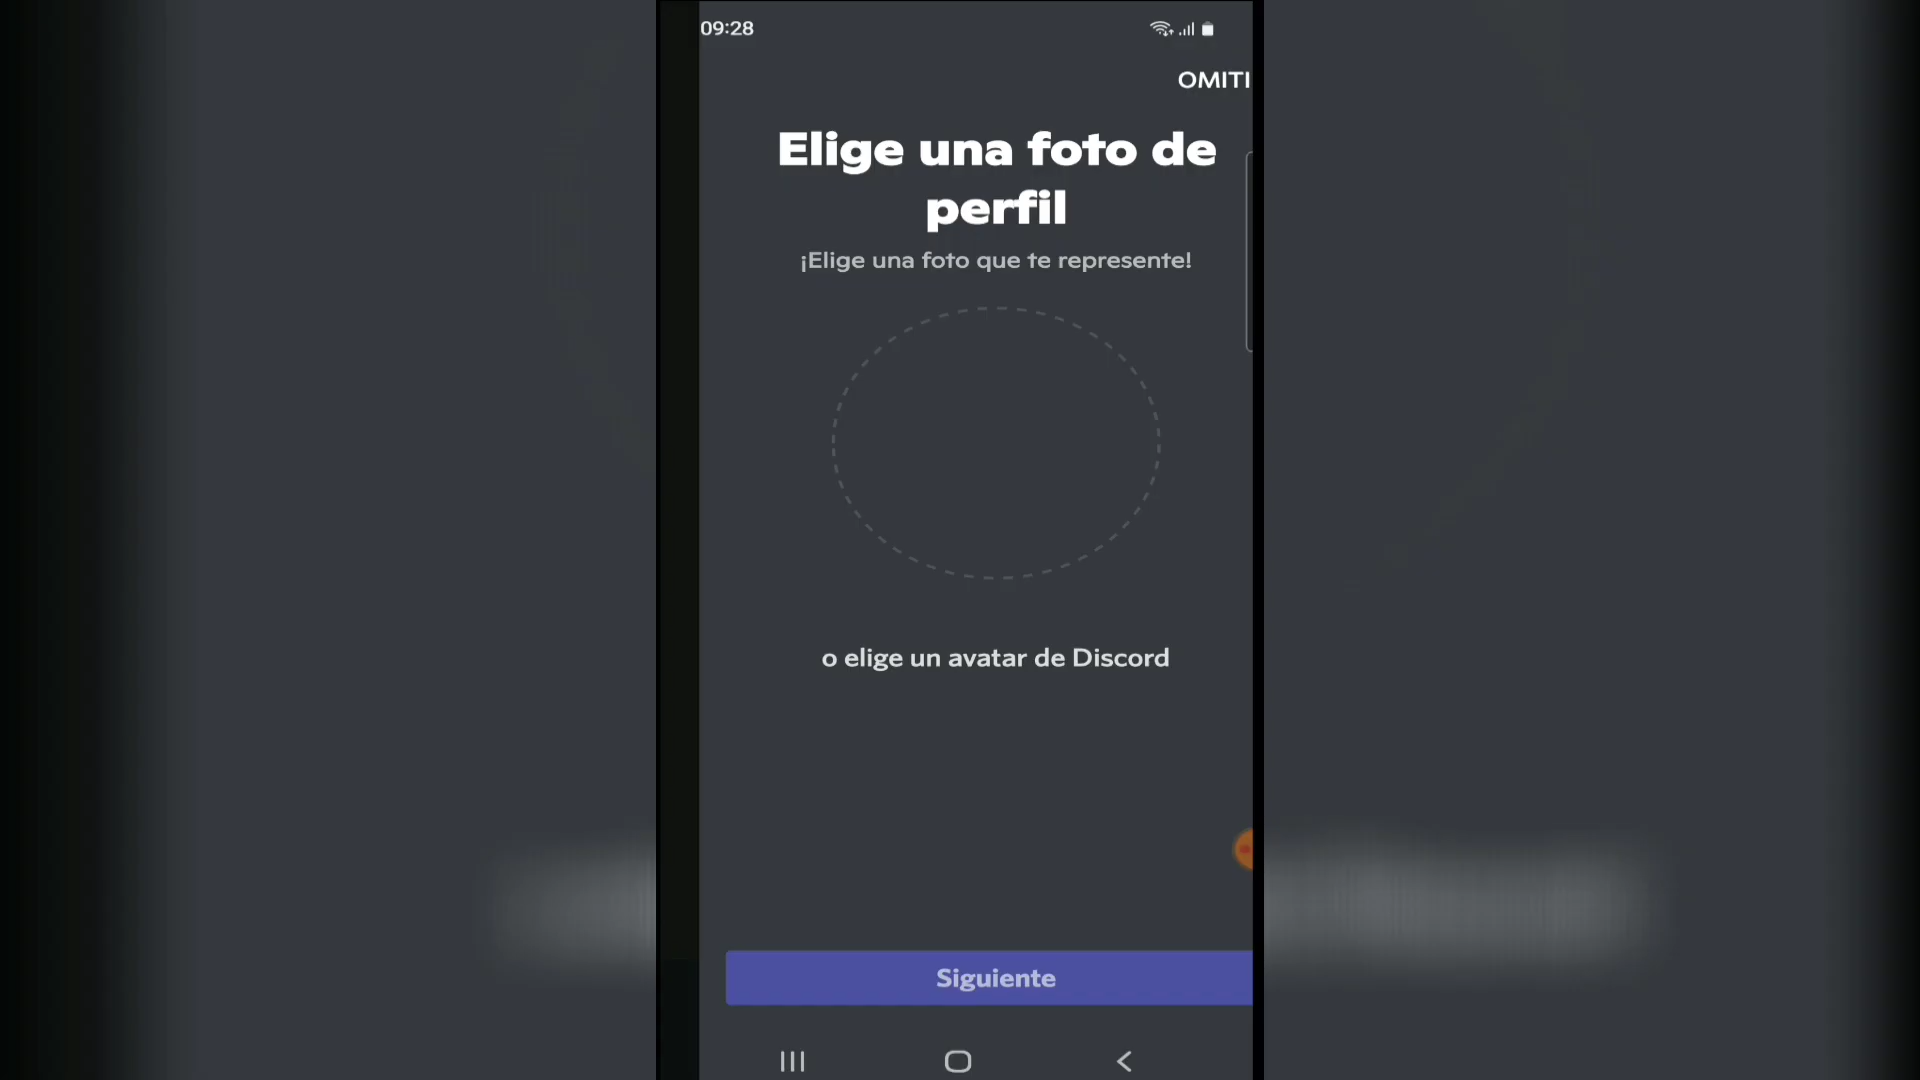 09:28
OMITI
Elige una foto de
perfil
¡Elige una foto que te represente!
o elige un avatar de Discord
Siguiente